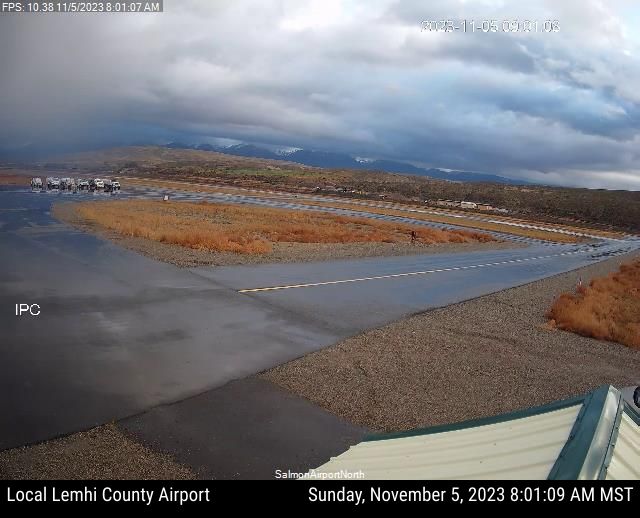 FPS: 10.38 11/5/2023 8:01:07 AM
2023-11-05 09:01:08
IPC
SalmonAirportNorth
Local Lemhi County Airport Sunday, November 5, 2023 8:01:09 AM MST